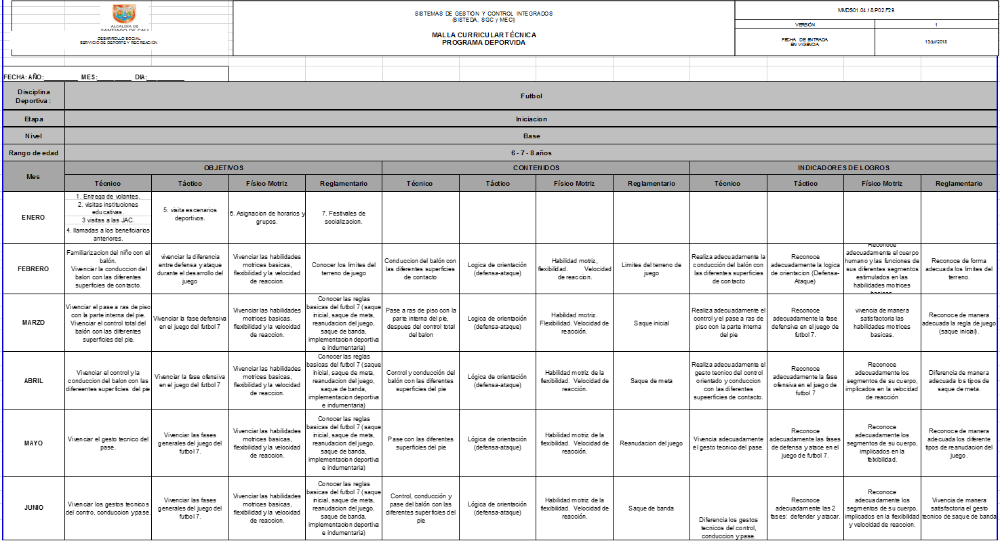 ALCALDÍA DE
SANTIAGO DE CALI
DESARROLLO SOCIAL
SERVICIO DE DEPORTE Y RECREACIÓN
SISTEMAS DE GESTIÓN Y CONTROL INTEGRADOS
(SISTEDA, SGC y MECI)
MALLA CURRICULAR TÉCNICA
PROGRAMA DEPORVIDA
MMDS01.04.18.P02.F29
VERSIÓN
1
FECHA DE ENTRADA
EN VIGENCIA
13/jul/2018
FECHA: AÑO:__________ MES:__________ DIA:___________
Disciplina
Deportiva :
Futbol
Etapa
Iniciacion
Nivel
Base
Rango de edad
6 - 7 - 8 años
Mes
OBJETIVOS
CONTENIDOS
INDICADORES DE LOGROS
Técnico
Táctico
Físico Motriz
Reglamentario
Técnico
Táctico
Físico Motriz
Reglamentario
Técnico
Táctico
Físico Motriz
Reglamentario
ENERO
1. Entrega de volantes.
2. visitas instituciones
educativas.
3 visitas a las JAC.
4. llamadas a los beneficiarios
anteriores.
5. visita escenarios
deportivos.
6. Asignacion de horarios y
grupos.
7. Festivales de
socializacion.
FEBRERO
Familiarizacion del niño con el
balón.
Vivenciar la conduccion del
balon con las diferentes
superficies de contacto.
vivenciar la diferencia
entre defensa y ataque
durante el desarrollo del
juego
Vivenciar las habilidades
motrices basicas,
flexibilidad y la velocidad
de reaccion.
Conocer los limites del
terreno de juego
Conduccion del balón con
las diferentes superficies
de contacto
Logica de orientación
(defensa-ataque)
Habilidad motriz,
flexibilidad. Velocidad
de reaccion.
Limites del terreno de
juego
Realiza adecuadamente la
conducción del balón con
las diferentes superficies
de contacto
Reconoce
adecuadamente la logica
de orientacion (Defensa-
Ataque)
Reconoce
adecuadamente el cuerpo
humano y las funciones de
sus diferentes segmentos
estimulados en las
habilidades motrices
basicas.
Reconoce de forma
adecuada los limites del
terreno.
MARZO
Vivenciar el pase a ras de piso
con la parte interna del pie.
Vivenciar el control total del
balón con las diferentes
superficies del pie.
Vivenciar la fase defensiva
en el juego del futbol 7
Vivenciar las habilidades
motrices basicas,
flexibilidad y la velocidad
de reaccion.
Conocer las reglas
basicas del futbol 7 (saque
inicial, saque de meta,
reanudacion del juego,
saque de banda,
implementacion deportiva
e indumentaria)
Pase a ras de piso con la
parte interna del pie,
despues del control total
del balon
Logica de orientación
(defensa-ataque)
Habilidad motriz.
Flexibilidad. Velocidad de
reacción.
Saque inicial
Realiza adecuadamente el
control y el pase a ras de
piso con la parte interna
del pie
Reconoce
adecuadamente la fase
defensiva en el juego de
futbol 7.
vivencia de manera
satisfactoria las
habilidades motrices
basicas.
Reconoce de manera
adecuada la regla de juego
(saque inicial).
ABRIL
Vivenciar el control y la
conduccion del balon con las
difereentes superficies del pie
Vivenciar la fase ofensiva
en el juego del futbol 7
Vivenciar las habilidades
motrices basicas,
flexibilidad y la velocidad
de reaccion.
Conocer las reglas
basicas del futbol 7 (saque
inicial, saque de meta,
reanudacion del juego,
saque de banda,
implementacion deportiva
e indumentaria)
Control y conducción del
balón con las diferentes
superficies del pie
Lógica de orientación
(defensa-ataque)
Habilidad motriz de la
flexibilidad. Velocidad de
reacción.
Saque de meta
Realiza adecuadamente el
gesto tecnico del control
orientado y conduccion
con las diferentes
supeerficies de contacto.
Reconoce
adecuadamente la fase
ofensiva en el juego de
futbol 7
Reconoce
adecuadamente los
segmentos de su cuerpo,
implicados en la velocidad
de reacción
Diferencia de manera
adecuada los tipos de
saque de meta.
MAYO
Vivenciar el gesto tecnico del
pase.
Vivenciar las fases
generales del juego del
futbol 7.
Vivenciar las habilidades
motrices basicas,
flexibilidad y la velocidad
de reaccion.
Conocer las reglas
basicas del futbol 7 (saque
inicial, saque de meta,
reanudacion del juego,
saque de banda,
implementacion deportiva
e indumentaria)
Pase con las diferentes
superficies del pie
Lógica de orientación
(defensa-ataque)
Habilidad motriz de la
flexibilidad. Velocidad de
reacción.
Reanudacion del juego
Vivencia adecuadamente
el gesto tecnico del pase.
Reconoce
adecuadamente las fases
de defensa y atace en el
juego de futbol 7.
Reconoce
adecuadamente los
segmentos de su cuerpo,
implicados en la
felxibilidad.
Reconoce de manera
adecuada los diferente
tipos de reanudacion del
juego.
JUNIO
Vivenciar los gestos tecnicos
del contro, conduccion y pase.
Vivenciar las fases
generales del juego del
futbol 7.
Vivenciar las habilidades
motrices basicas,
flexibilidad y la velocidad
de reaccion.
Conocer las reglas
basicas del futbol 7 (saque
inicial, saque de meta,
reanudacion del juego,
saque de banda,
implementacion deportiva
e indumentaria)
Control, conducción y
pase del balón con las
diferentes superficies del
pie
Lógica de orientación
(defensa-ataque)
Habilidad motriz de la
flexibilidad. Velocidad de
reacción.
Saque de banda
Diferencia los gestos
tecnicos del control,
conduccion y pase.
Reconoce
adecuadamente las 2
fases: defender y atacar.
Reconoce
adecuadamente los
segmentos de su cuerpo,
implicados en la flexibilidad
y velocidad de reaccion.
Vivencia de manera
satisfactoria el gesto
tecnico de saque de banda